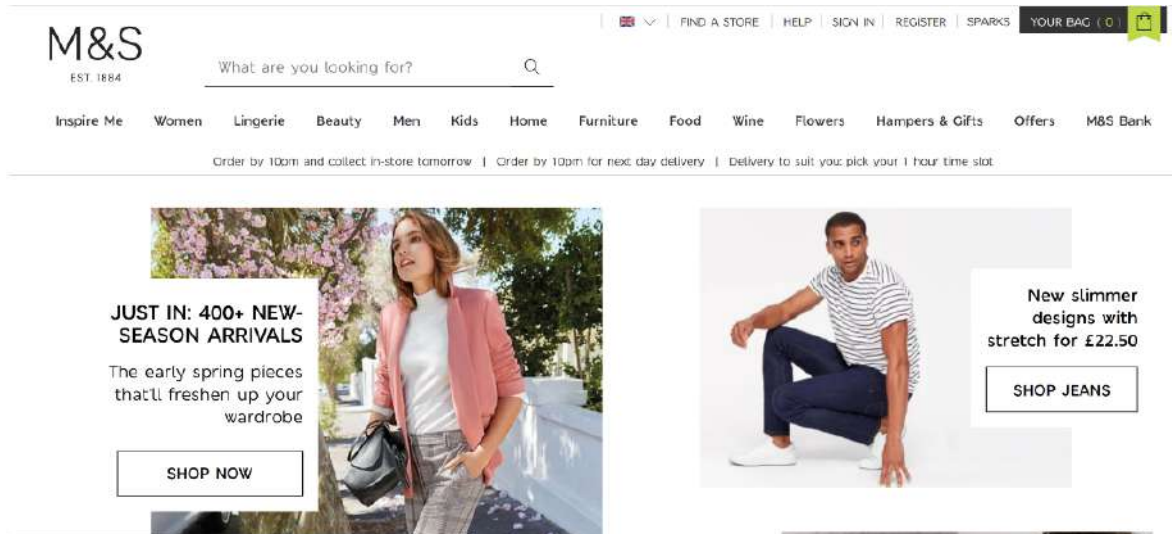 FIND A STORE | HELP | SIGN IN | REGISTER | SPARKS YOUR BAG ( 0 )
M&S
EST. 1884
What are you looking for?
Inspire Me Women Lingerie Beauty Men Kids Home Furniture Food Wine Flowers Hampers & Gifts Offers M&S Bank
Order by 10pm and collect in-store tomorrow | Order by 10pm for next day delivery | Delivery to suit you: pick your 1 hour time slot
JUST IN: 400+ NEW-
SEASON ARRIVALS
The early spring pieces
that'll freshen up your
wardrobe
SHOP NOW
New slimmer
designs with
stretch for £22.50
SHOP JEANS